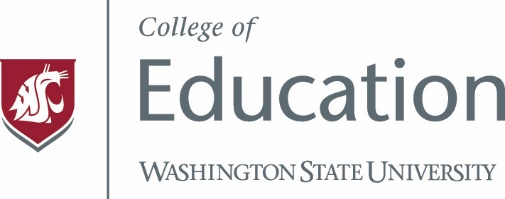 College of
Education
WASHINGTON STATE UNIVERSITY